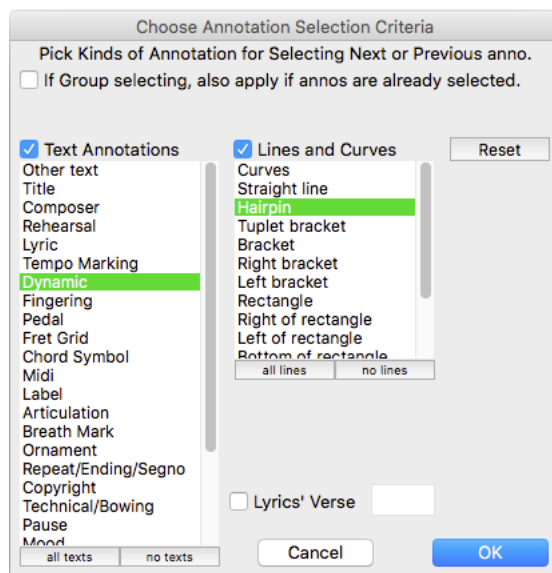 Choose Annotation Selection Criteria
Pick Kinds of Annotation for Selecting Next or Previous anno.
If Group selecting, also apply if annos are already selected.
Text Annotations
Other text
Title
Composer
Rehearsal
Lyric
Tempo Marking
Dynamic
Fingering
Pedal
Fret Grid
Chord Symbol
Midi
Label
Articulation
Breath Mark
Ornament
Repeat/Ending/Segno
Copyright
Technical/Bowing
Pause
Mood
all texts
no texts
Lines and Curves
Curves
Straight line
Hairpin
Tuplet bracket
Bracket
Right bracket
Left bracket
Rectangle
Right of rectangle
Left of rectangle
Bottom of rectangle
all lines
no lines
Reset
Lyrics' Verse
Cancel
OK